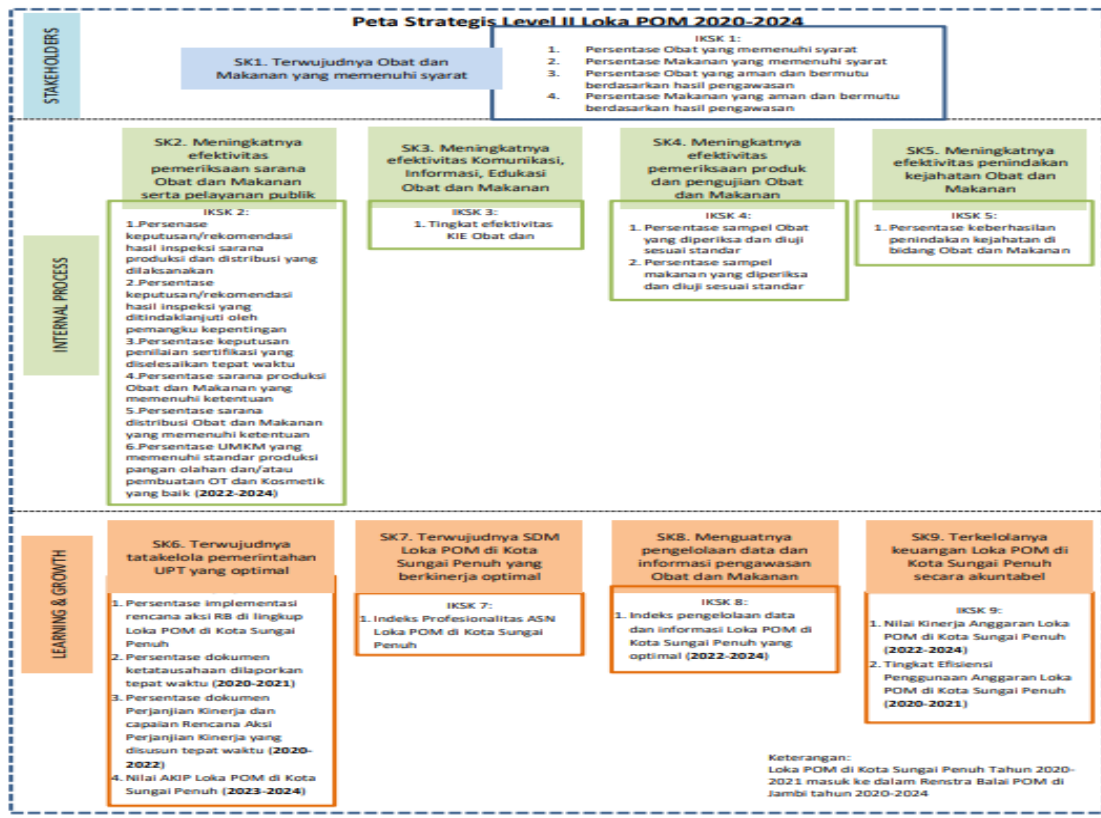 Peta Strategis Level II Loka POM 2020-2024
STAKEHOLDERS
SK1. Terwujudnya Obat dan
Makanan yang memenuhi syarat
IKSK 1:
1. Persentase Obat yang memenuhi syarat
2. Persentase Makanan yang memenuhi syarat
3. Persentase Obat yang aman dan bermutu
berdasarkan hasil pengawasan
4. Persentase Makanan yang aman dan bermutu
berdasarkan hasil pengawasan
INTERNAL PROCESS
SK2. Meningkatnya
efektivitas
pemeriksaan sarana
Obat dan Makanan
serta pelayanan publik
IKSK 2:
1.Persenase
keputusan/rekomendasi
hasil inspeksi sarana
produksi dan distribusi yang
dilaksanakan
2.Persentase
keputusan/rekomendasi
hasil inspeksi yang
ditindaklanjuti oleh
pemangku kepentingan
3.Persentase keputusan
penilaian sertifikasi yang
diselesaikan tepat waktu
4.Persentase sarana produksi
Obat dan Makanan yang
memenuhi ketentuan
5.Persentase sarana
distribusi Obat dan Makanan
yang memenuhi ketentuan
6.Persentase UMKM yang
memenuhi standar produksi
pangan olahan dan/atau
pembuatan OT dan Kosmetik
yang baik (2022-2024)
SK3. Meningkatnya
efektivitas Komunikasi,
Informasi, Edukasi
Obat dan Makanan
IKSK 3:
1. Tingkat efektivitas
KIE Obat dan
SK4. Meningkatnya
efektivitas
pemeriksaan produk
dan pengujian Obat
dan Makanan
IKSK 4:
1. Persentase sampel Obat
yang diperiksa dan diuji
sesuai standar
2. Persentase sampel
makanan yang diperiksa
dan diuji sesuai standar
SK5. Meningkatnya
efektivitas penindakan
kejahatan Obat dan
Makanan
IKSK 5:
1. Persentase keberhasilan
penindakan kejahatan di
bidang Obat dan Makanan
LEARNING & GROWTH
SK6. Terwujudnya
tatakelola pemerintahan
UPT yang optimal
1. Persentase implementasi
rencana aksi RB di lingkup
Loka POM di Kota Sungai
Penuh
2. Persentase dokumen
ketatausahaan dilaporkan
tepat waktu (2020-2021)
3. Persentase dokumen
Perjanjian Kinerja dan
capaian Rencana Aksi
Perjanjian Kinerja yang
disusun tepat waktu (2020-
2022)
4. Nilai AKIP Loka POM di Kota
Sungai Penuh (2023-2024)
SK7. Terwujudnya SDM
Loka POM di Kota
Sungai Penuh yang
berkinerja optimal
IKSK 7:
1. Indeks Profesionalitas ASN
Loka POM di Kota Sungai
Penuh
SK8. Menguatnya
pengelolaan data dan
informasi pengawasan
Obat dan Makanan
IKSK 8:
1. Indeks pengelolaan data
dan informasi Loka POM di
Kota Sungai Penuh yang
optimal (2022-2024)
SK9. Terkelolanya
keuangan Loka POM di
Kota Sungai Penuh
secara akuntabel
IKSK 9:
1. Nilai Kinerja Anggaran Loka
POM di Kota Sungai Penuh
(2022-2024)
2. Tingkat Efisiensi
Penggunaan Anggaran Loka
POM di Kota Sungai Penuh
(2020-2021)
Keterangan:
Loka POM di Kota Sungai Penuh Tahun 2020-
2021 masuk ke dalam Renstra Balai POM di
Jambi tahun 2020-2024